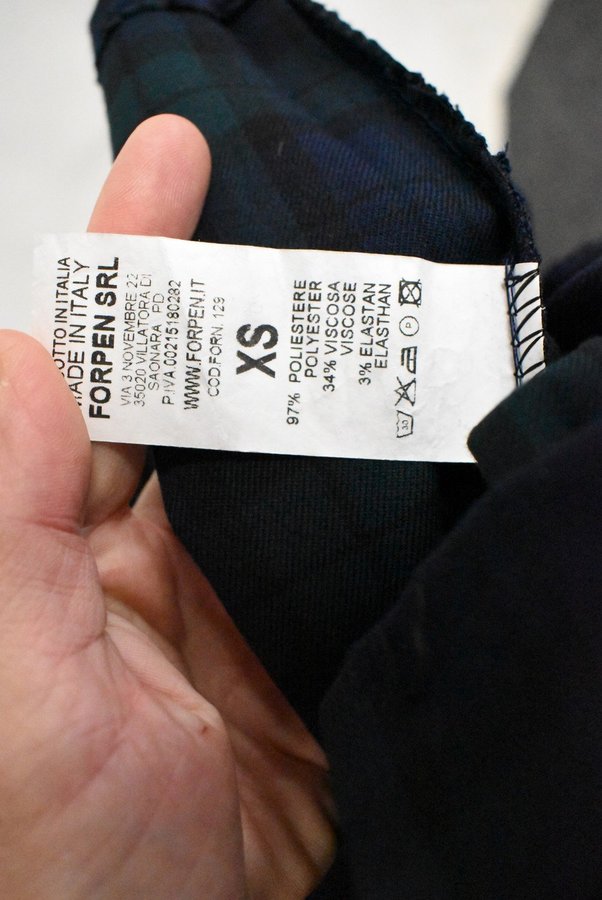 OTTO IN ITALIA
MADE IN ITALY
FORPEN SRL
VIA 3 NOVEMBRE 22
35020 VILLATORA DI
SAONARA PD
P.IVA 00215180282
WWW.FORPEN.IT
COD.FORN. 129
XS
97% POLIESTERE
POLYESTER
34% VISCOSA
VISCOSE
3% ELASTAN
ELASTHAN
30
P